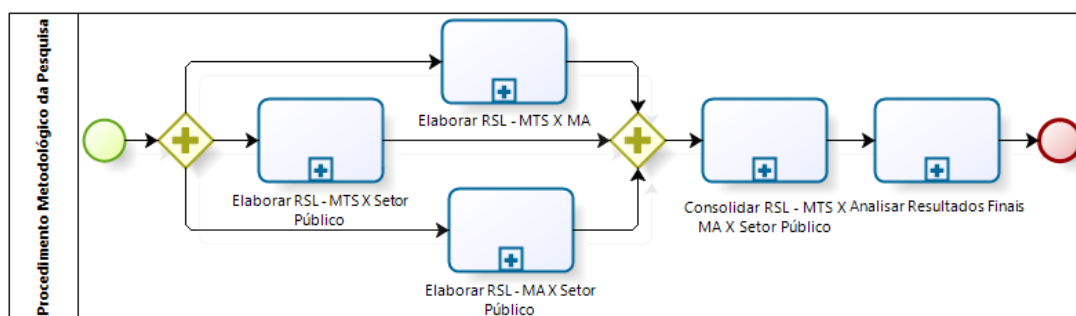 Procedimento Metodológico da Pesquisa
Elaborar RSL - MTS X MA
Elaborar RSL - MTS X Setor
Público
Elaborar RSL - MA X Setor
Público
Consolidar RSL - MTS X
MA X Setor Público
Analisar Resultados Finais